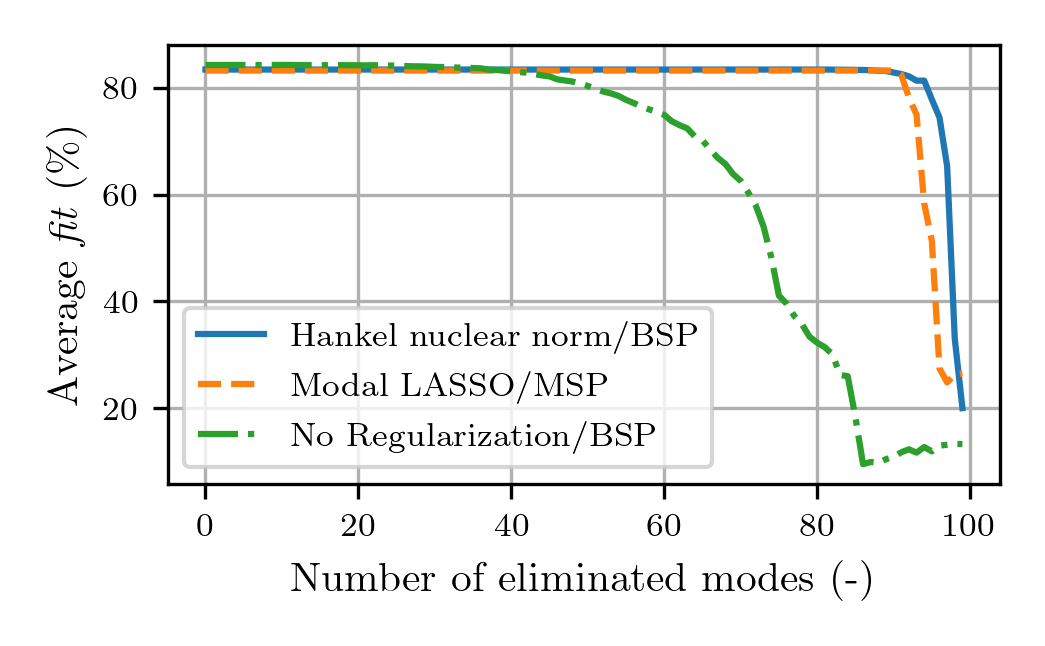 80
60
40
20
Average fit (%)
Hankel nuclear norm/BSP
Modal LASSO/MSP
No Regularization/BSP
0 20 40 60 80 100
Number of eliminated modes (-)